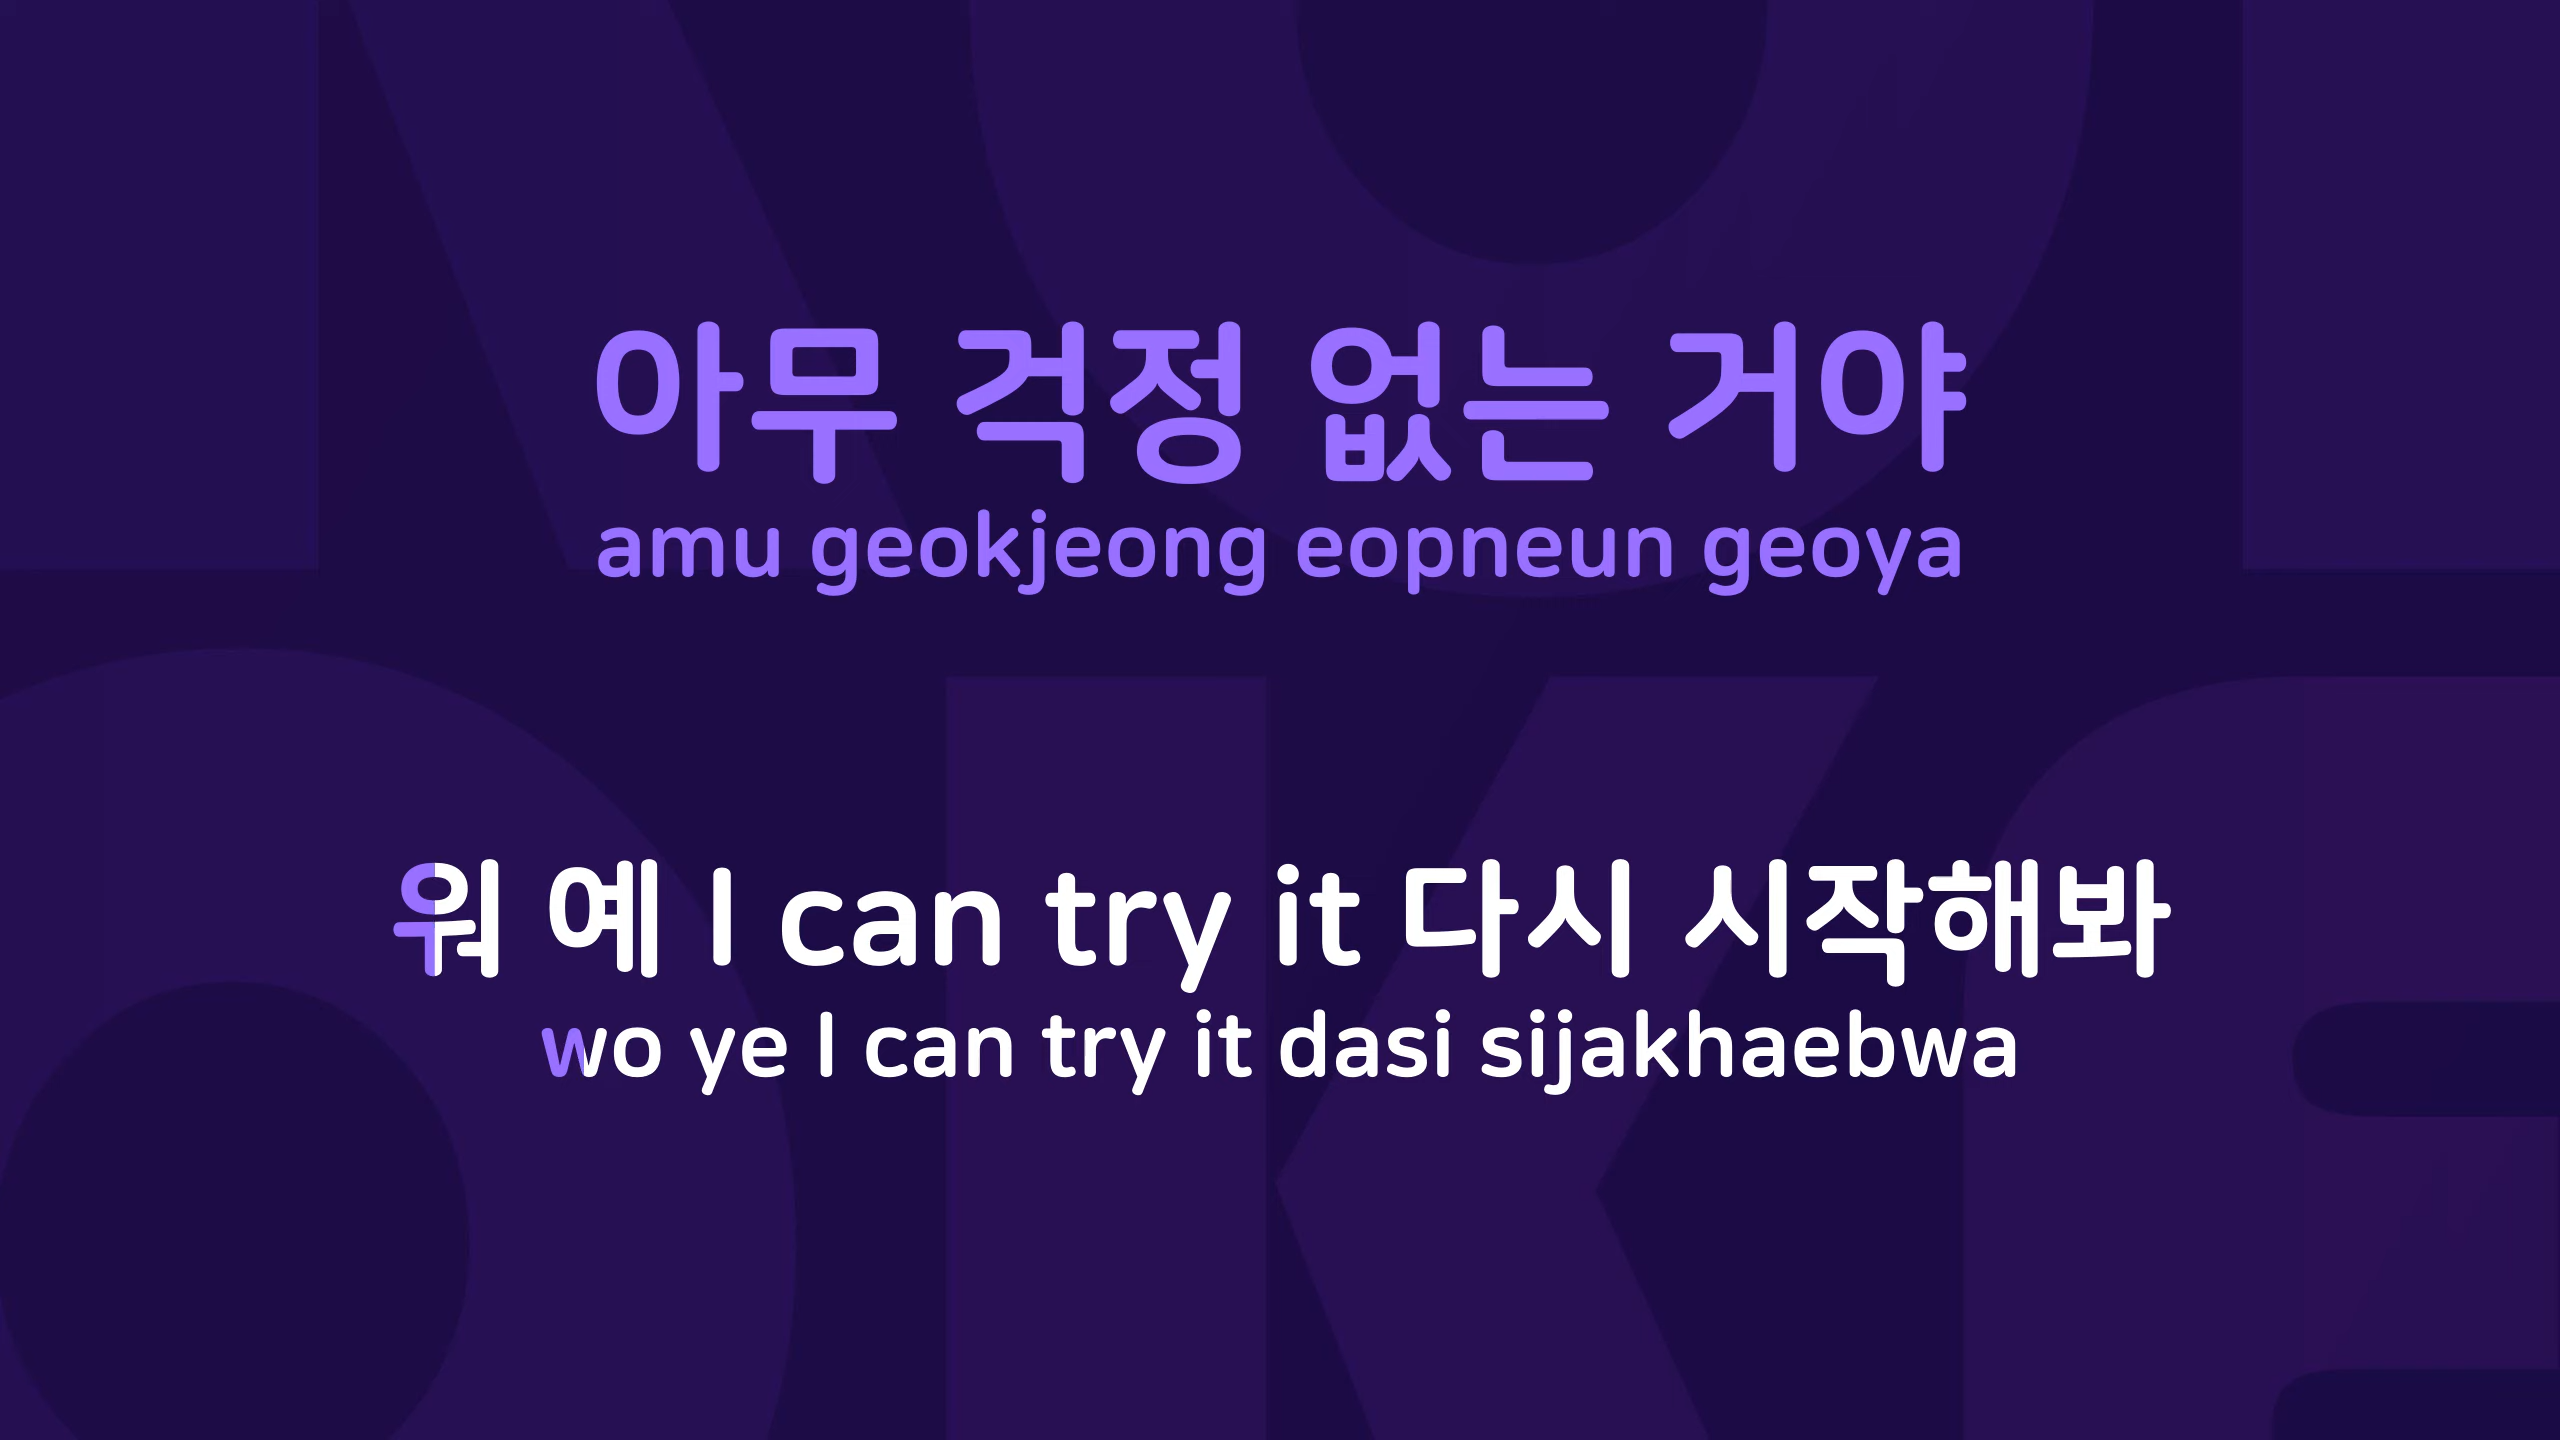 아무 걱정 없는 거야
amu geokjeong eopneun geoya
워 예 I can try it 다시 시작해봐
wo ye I can try it dasi sijakhaebwa